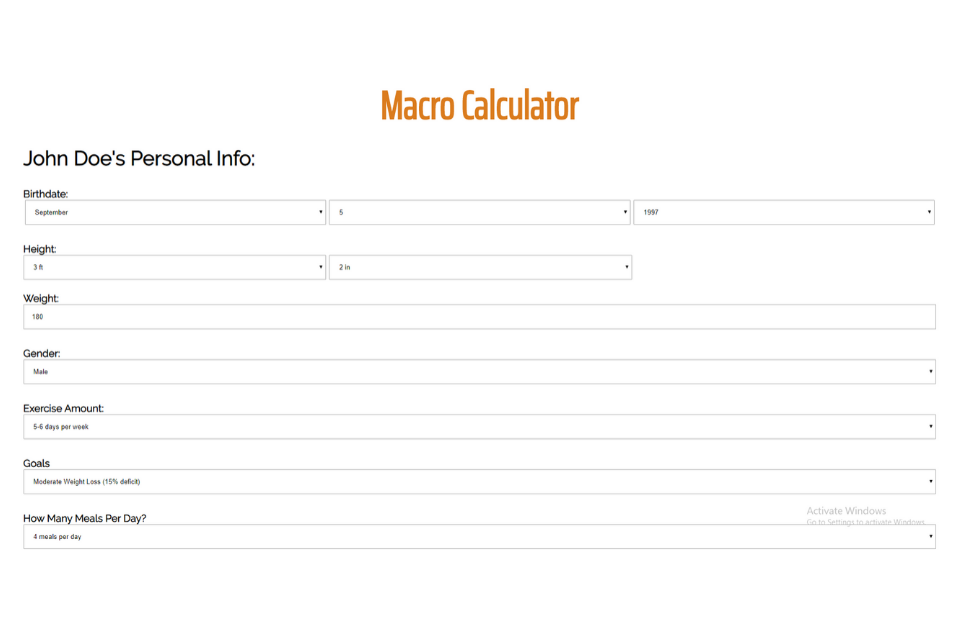 Macro Calculator
John Doe's Personal Info:
Birthdate:
September 5 1997
Height:
3 ft 2 in
Weight:
180
Gender:
Male
Exercise Amount:
5-6 days per week
Goals
Moderate Weight Loss (15% deficit)
How Many Meals Per Day?
Activate Windows
Go to Settings to activate Windows.
4 meals per day